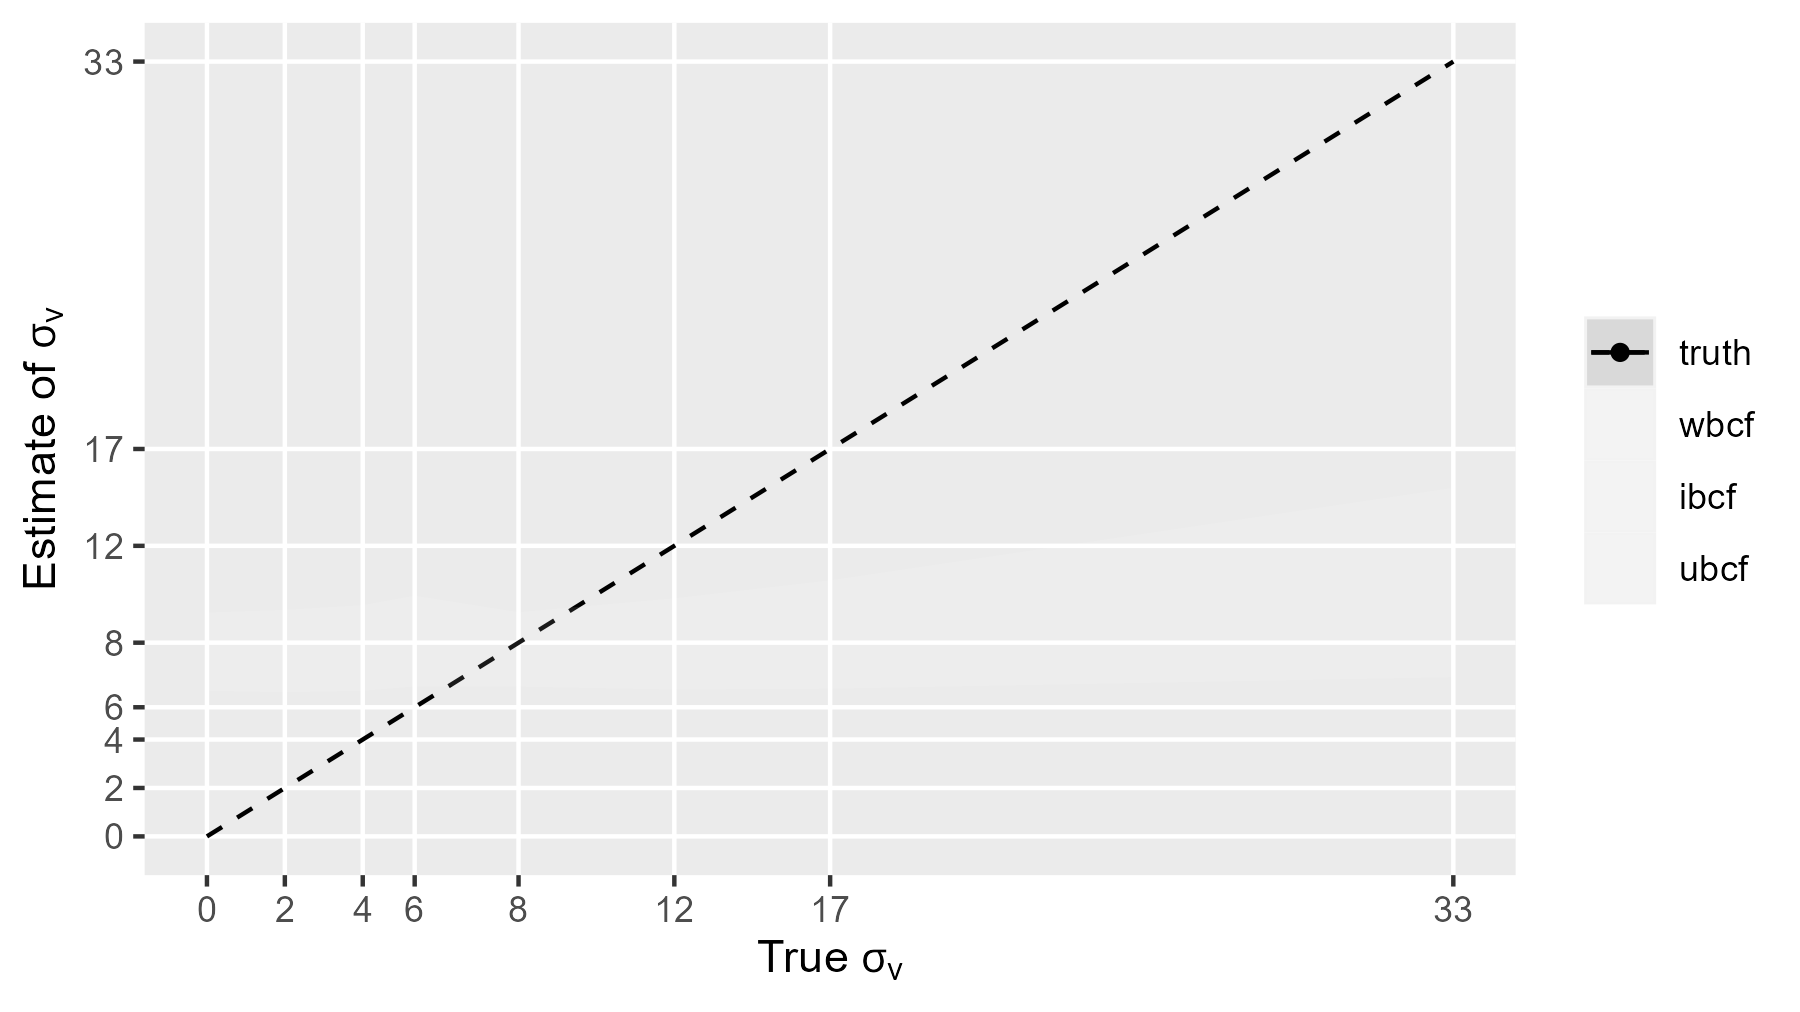 33
17
12
8
6
4
2
0
Estimate of σᵥ
0 2 4 6 8 12 17 33
True σᵥ
truth
wbcf
ibcf
ubcf